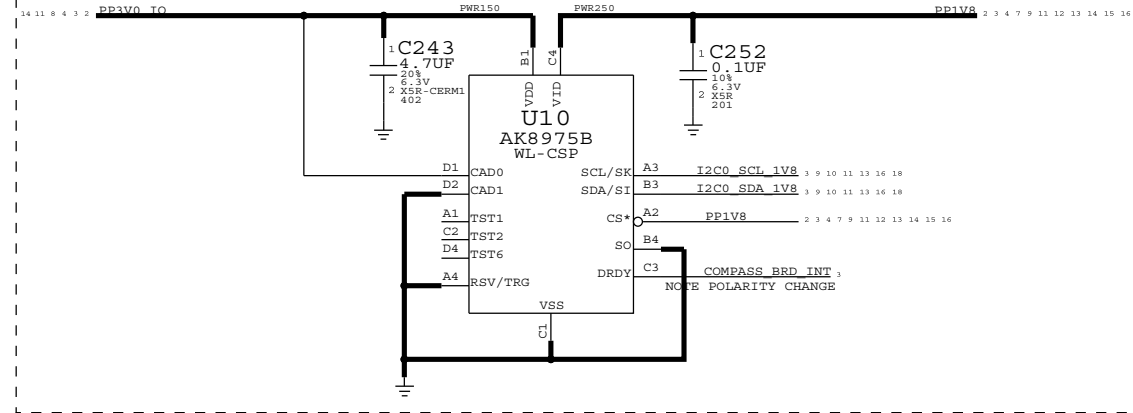 14 11 8 4 3 2 PP3V0_IO PWR150 PWR250 PP1V8 2 3 4 7 9 11 12 13 14 15 16
1 C243
4.7UF
20%
6.3V
2 X5R-CERM1
402
B1
C4
1 C252
0.1UF
10%
6.3V
2 X5R
201
VDD
VID
U10
AK8975B
WL-CSP
D1 CAD0 SCL/SK A3 I2C0_SCL_1V8 3 9 10 11 13 16 18
D2 CAD1 SDA/SI B3 I2C0_SDA_1V8 3 9 10 11 13 16 18
A1 TST1 CS* A2 PP1V8 2 3 4 7 9 11 12 13 14 15 16
C2 TST2
D4 TST6 SO B4
A4 RSV/TRG DRDY C3 COMPASS_BRD_INT 3
NOTE POLARITY CHANGE
VSS
C1